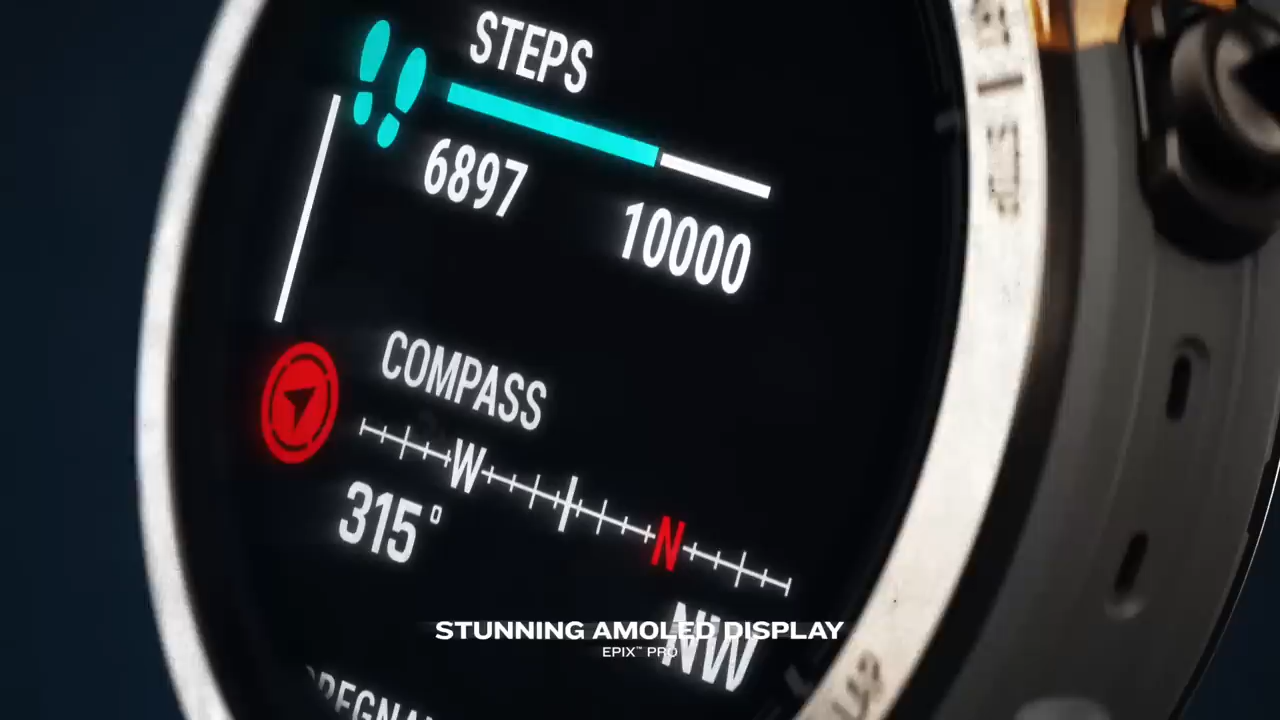 STEPS
6897
10000
COMPASS
W
N
315°
NW
STUNNING AMOLED DISPLAY
EPIX™ PRO